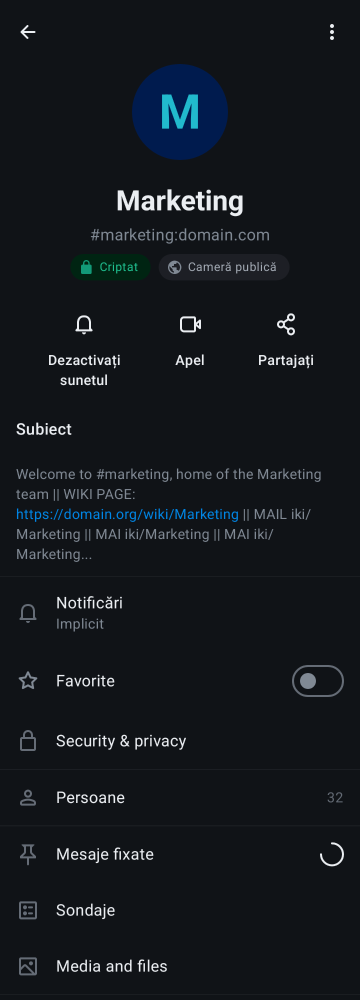 M
Marketing
#marketing:domain.com
Criptat
Cameră publică
Dezactivați
sunetul
Apel
Partajați
Subiect
Welcome to #marketing, home of the Marketing
team || WIKI PAGE:
https://domain.org/wiki/Marketing || MAIL iki/
Marketing || MAI iki/Marketing || MAI iki/
Marketing...
Notificări
Implicit
Favorite
Security & privacy
Persoane
32
Mesaje fixate
Sondaje
Media and files